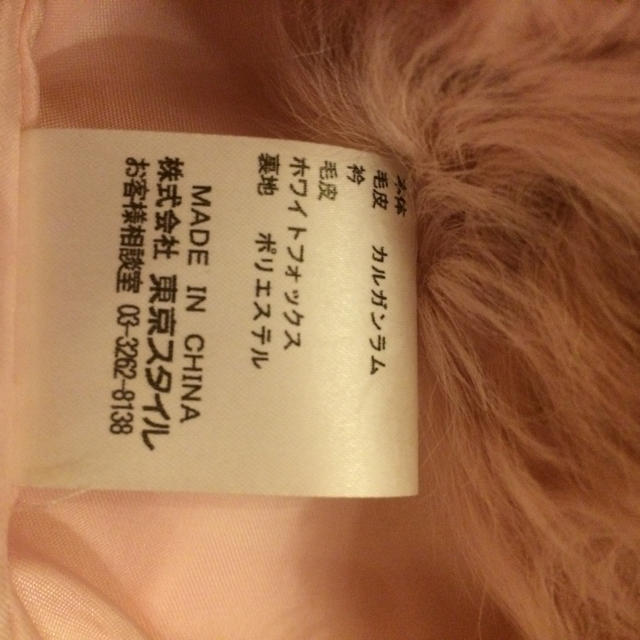 本体
毛皮 カルガンラム
衿
毛皮
ホワイトフォックス
裏地 ポリエステル
MADE IN CHINA
株式会社 東京スタイル
お客様相談室 03-3262-8138